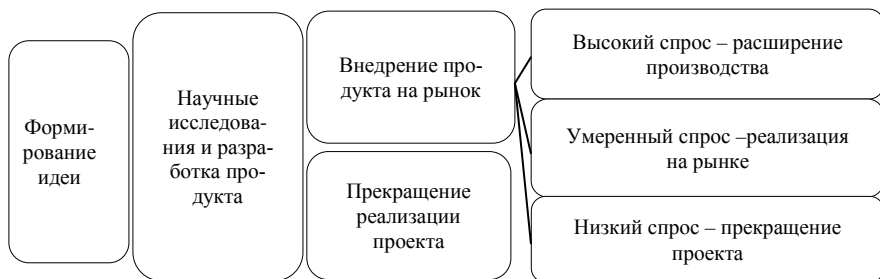 Форми-
рование
идеи
Научные
исследова-
ния и разра-
ботка про-
дукта
Внедрение про-
дукта на рынок
Прекращение
реализации
проекта
Высокий спрос – расширение
производства
Умеренный спрос –реализация
на рынке
Низкий спрос – прекращение
проекта